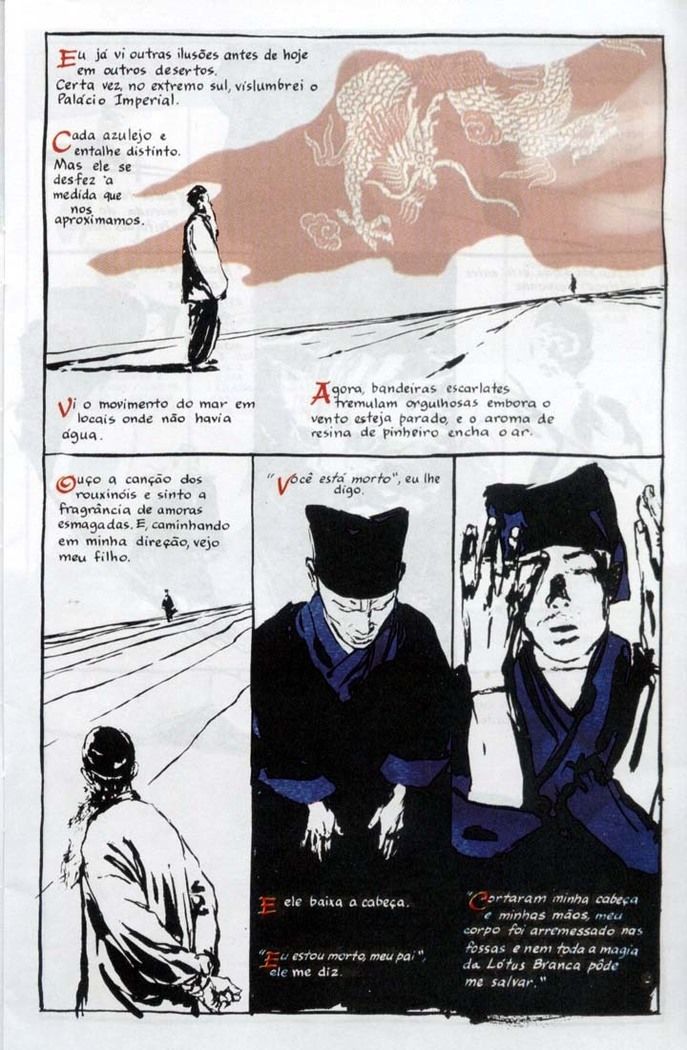 Eu já vi outras ilusões antes de hoje
em outros desertos.
Certa vez, no extremo sul, vislumbrei o
Palácio Imperial.
Cada azulejo e
entalhe distinto.
Mas ele se
desfez a
medida que
nos
aproximamos.
Vi o movimento do mar em
locais onde não havia
água.
Agora, bandeiras escarlates
tremulam orgulhosas embora o
vento esteja parado, e o aroma de
resina de pinheiro encha o ar.
Ouço a canção dos
rouxinóis e sinto a
fragrância de amoras
esmagadas. E, caminhando
em minha direção, vejo
meu filho.
"Você está morto", eu lhe
digo.
E ele baixa a cabeça.
"Eu estou morto, meu pai",
ele me diz.
"Cortaram minha cabeça
e minhas mãos, meu
corpo foi arremessado nas
fossas e nem toda a magia
da Lótus Branca pôde
me salvar."